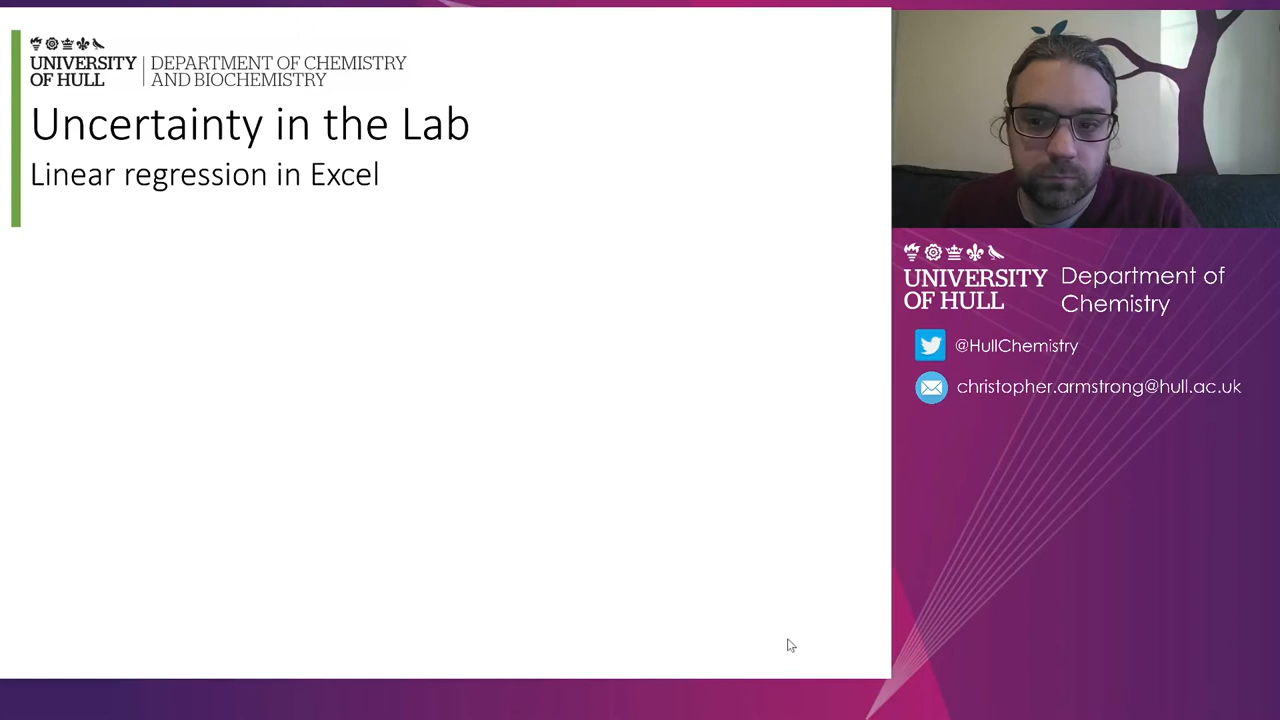 UNIVERSITY
OF HULL
DEPARTMENT OF CHEMISTRY
AND BIOCHEMISTRY
Uncertainty in the Lab
Linear regression in Excel
UNIVERSITY
OF HULL
Department of
Chemistry
@HullChemistry
christopher.armstrong@hull.ac.uk